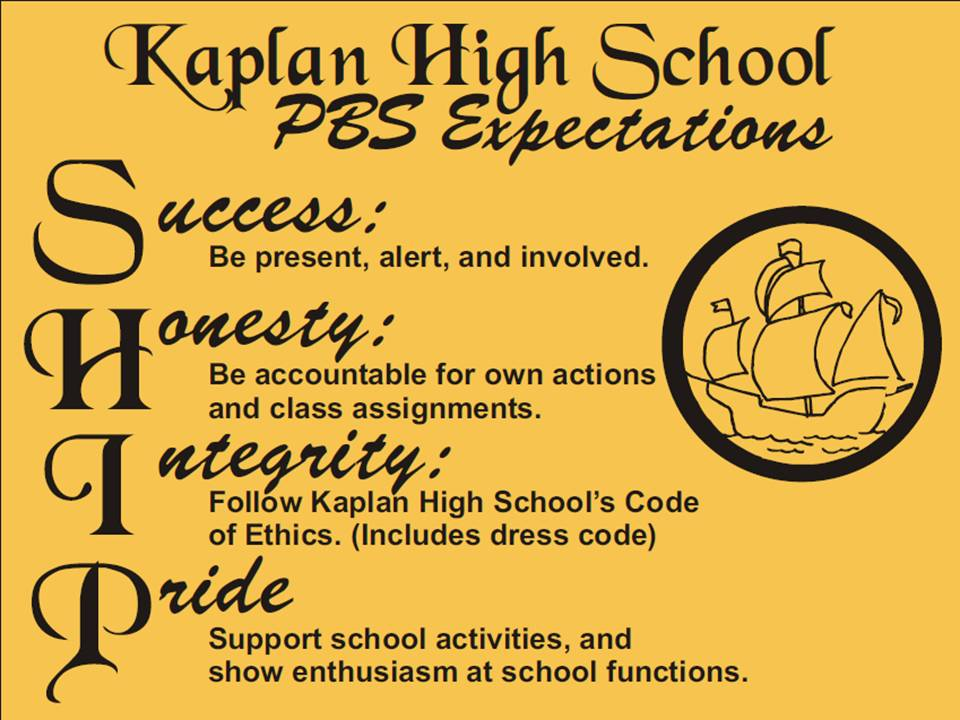 Kaplan High School
PBS Expectations
Success:
Be present, alert, and involved.
Honesty:
Be accountable for own actions
and class assignments.
Integrity:
Follow Kaplan High School’s Code
of Ethics. (Includes dress code)
Pride
Support school activities, and
show enthusiasm at school functions.